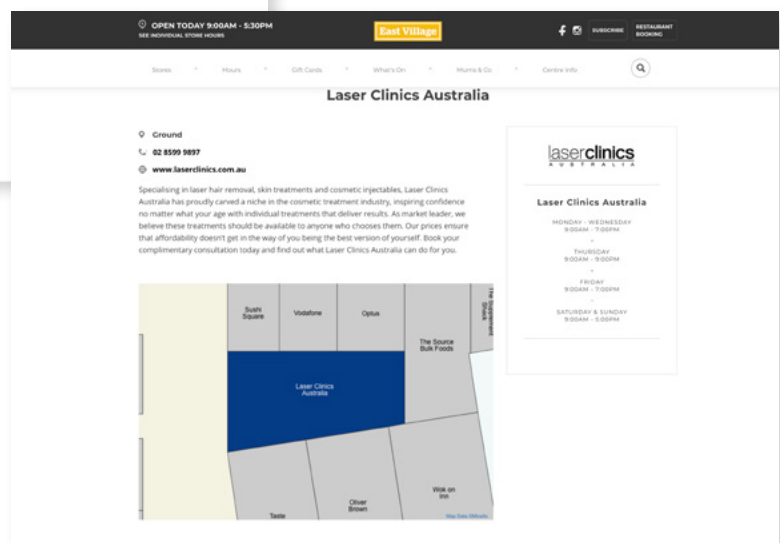 OPEN TODAY 9:00AM - 5:30PM
SEE INDIVIDUAL STORE HOURS
East Village
SUBSCRIBE
RESTAURANT
BOOKING
Stores
Hours
Gift Cards
What's On
Mums & Co
Centre Info
Laser Clinics Australia
Ground
02 8599 9897
www.laserclinics.com.au
Specialising in laser hair removal, skin treatments and cosmetic injectables, Laser Clinics
Australia has proudly carved a niche in the cosmetic treatment industry, inspiring confidence
no matter what your age with individual treatments that deliver results. As market leader, we
believe these treatments should be available to anyone who chooses them. Our prices ensure
that affordability doesn't get in the way of you being the best version of yourself. Book your
complimentary consultation today and find out what Laser Clinics Australia can do for you.
laserclinics
AUSTRALIA
Laser Clinics Australia
MONDAY - WEDNESDAY
9:00AM - 7:00PM
THURSDAY
9:00AM - 9:00PM
FRIDAY
9:00AM - 7:00PM
SATURDAY & SUNDAY
9:00AM - 5:00PM
Sushi
Square
Vodafone
Optus
The Supplement
Shack
The Source
Bulk Foods
Laser Clinics
Australia
Taste
Oliver
Brown
Wok on
Inn
Map Data ©Mapplic